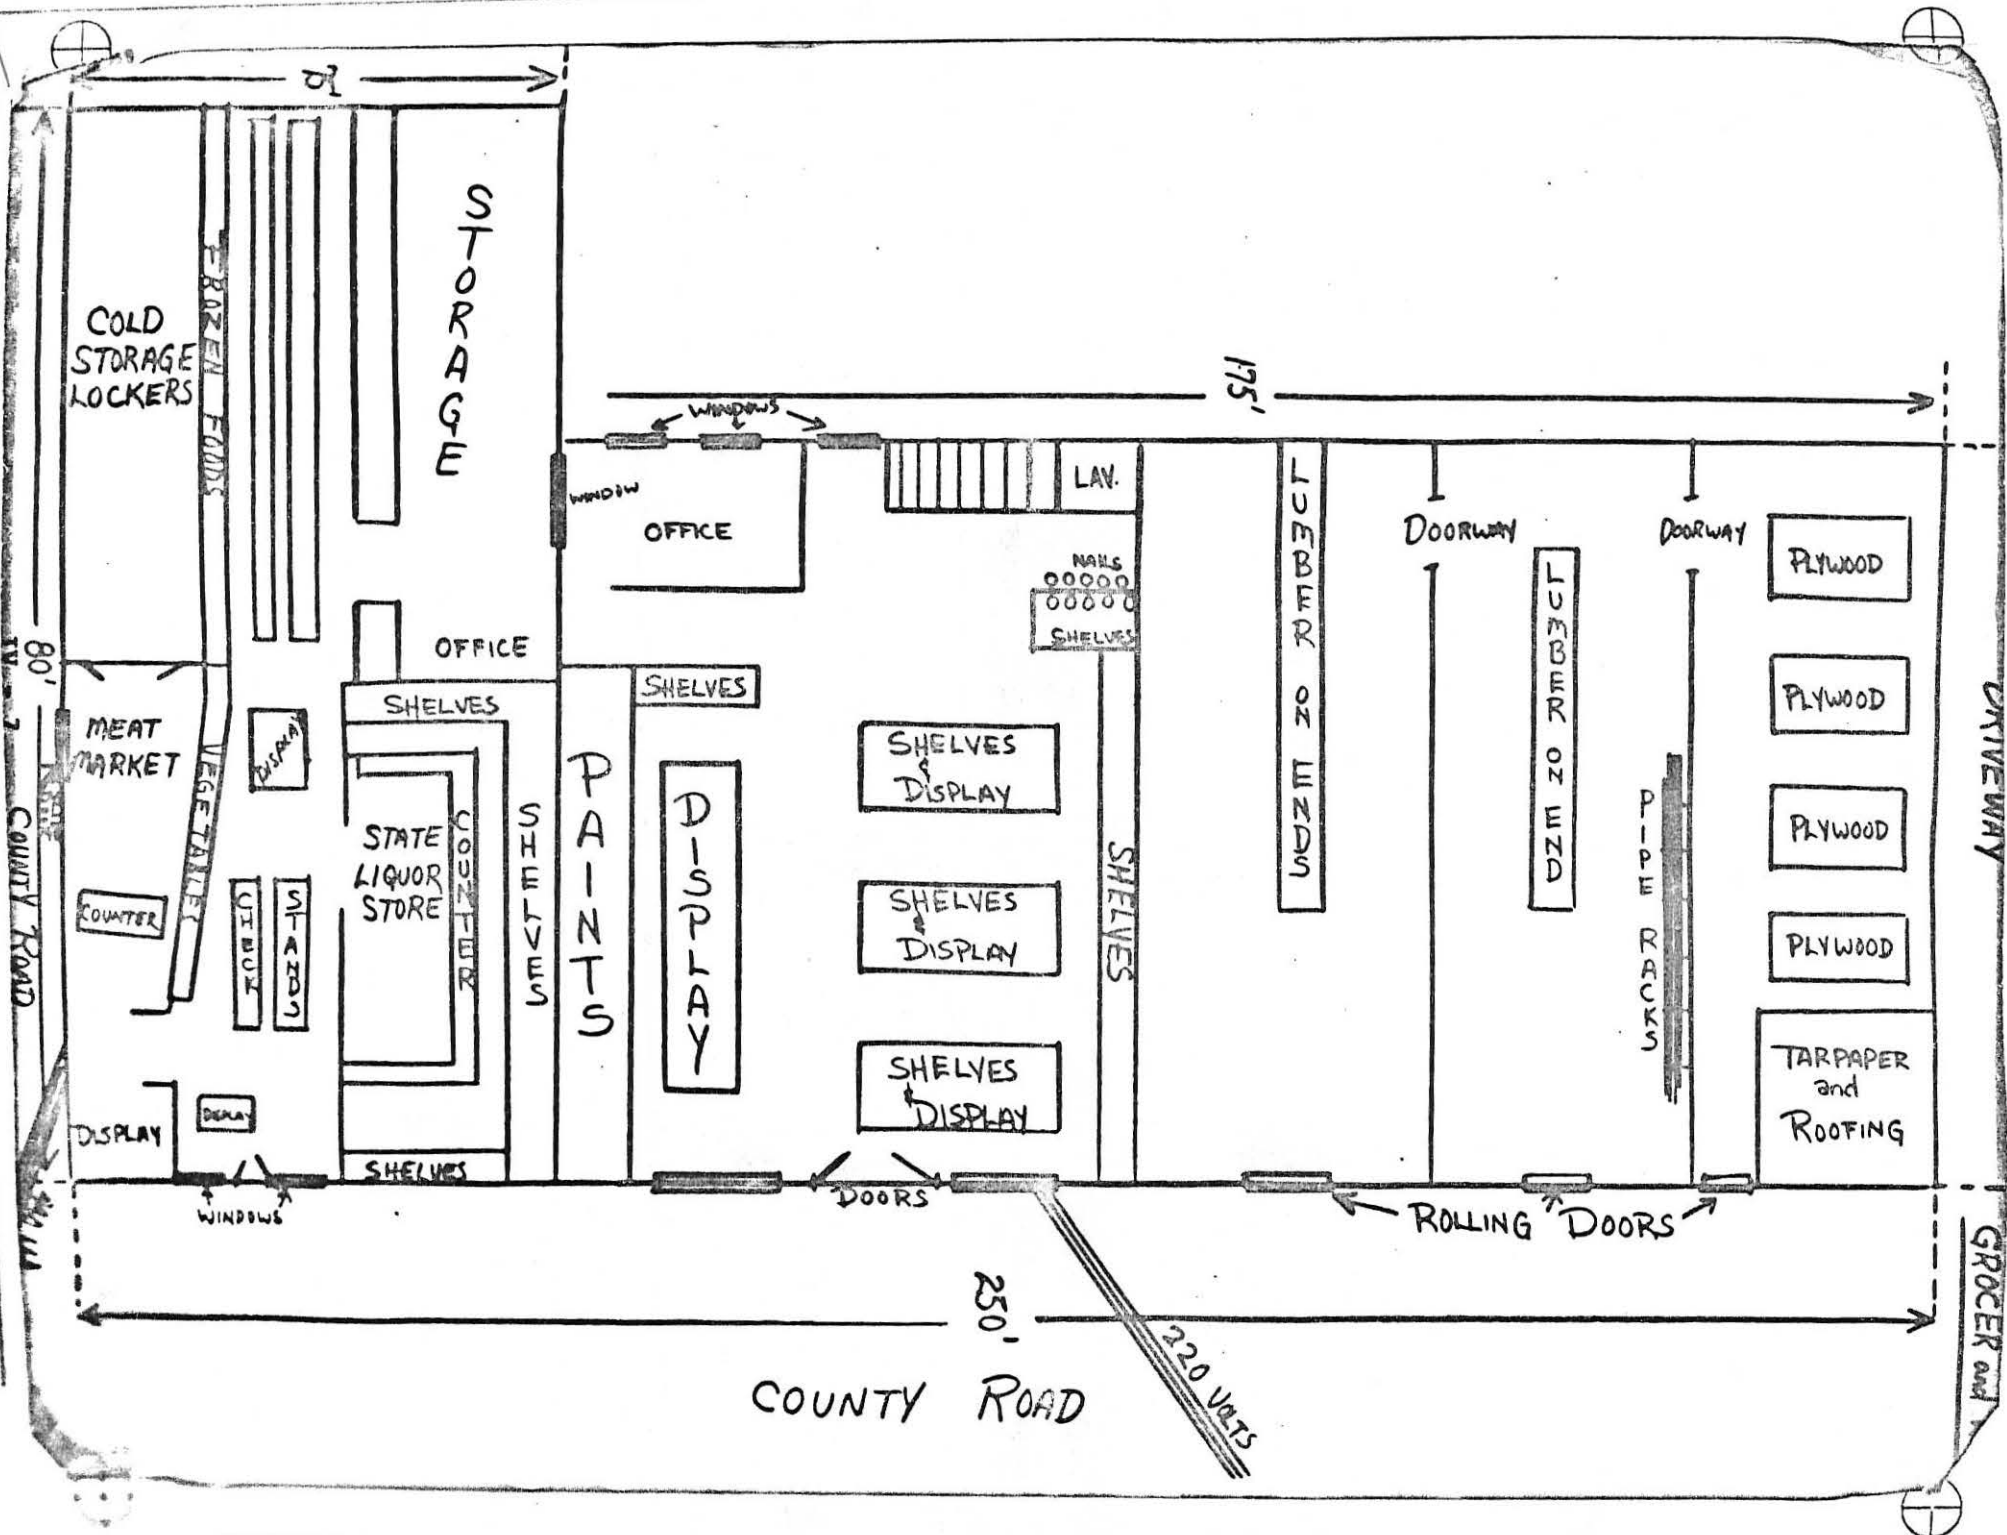 175'
WINDOWS
STORAGE
COLD
STORAGE
LOCKERS
FROZEN FOODS
WINDOW
OFFICE
LAV.
NAILS
SHELVES
LUMBER ON ENDS
DOORWAY
LUMBER ON END
DOORWAY
PLYWOOD
PLYWOOD
PLYWOOD
PLYWOOD
PIPE RACKS
TARPAPER
and
ROOFING
DRIVEWAY
80'
OFFICE
SHELVES
SHELVES
MEAT
MARKET
VEGETABLES
DISPLAY
STATE
LIQUOR
STORE
COUNTER
SHELVES
PAINTS
DISPLAY
SHELVES
&
DISPLAY
SHELVES
&
DISPLAY
SHELVES
&
DISPLAY
SHELVES
COUNTER
CHECK
STANDS
COUNTY ROAD
DISPLAY
DISPLAY
SHELVES
WINDOWS
DOORS
ROLLING DOORS
250'
220 VOLTS
COUNTY ROAD
GROCER and